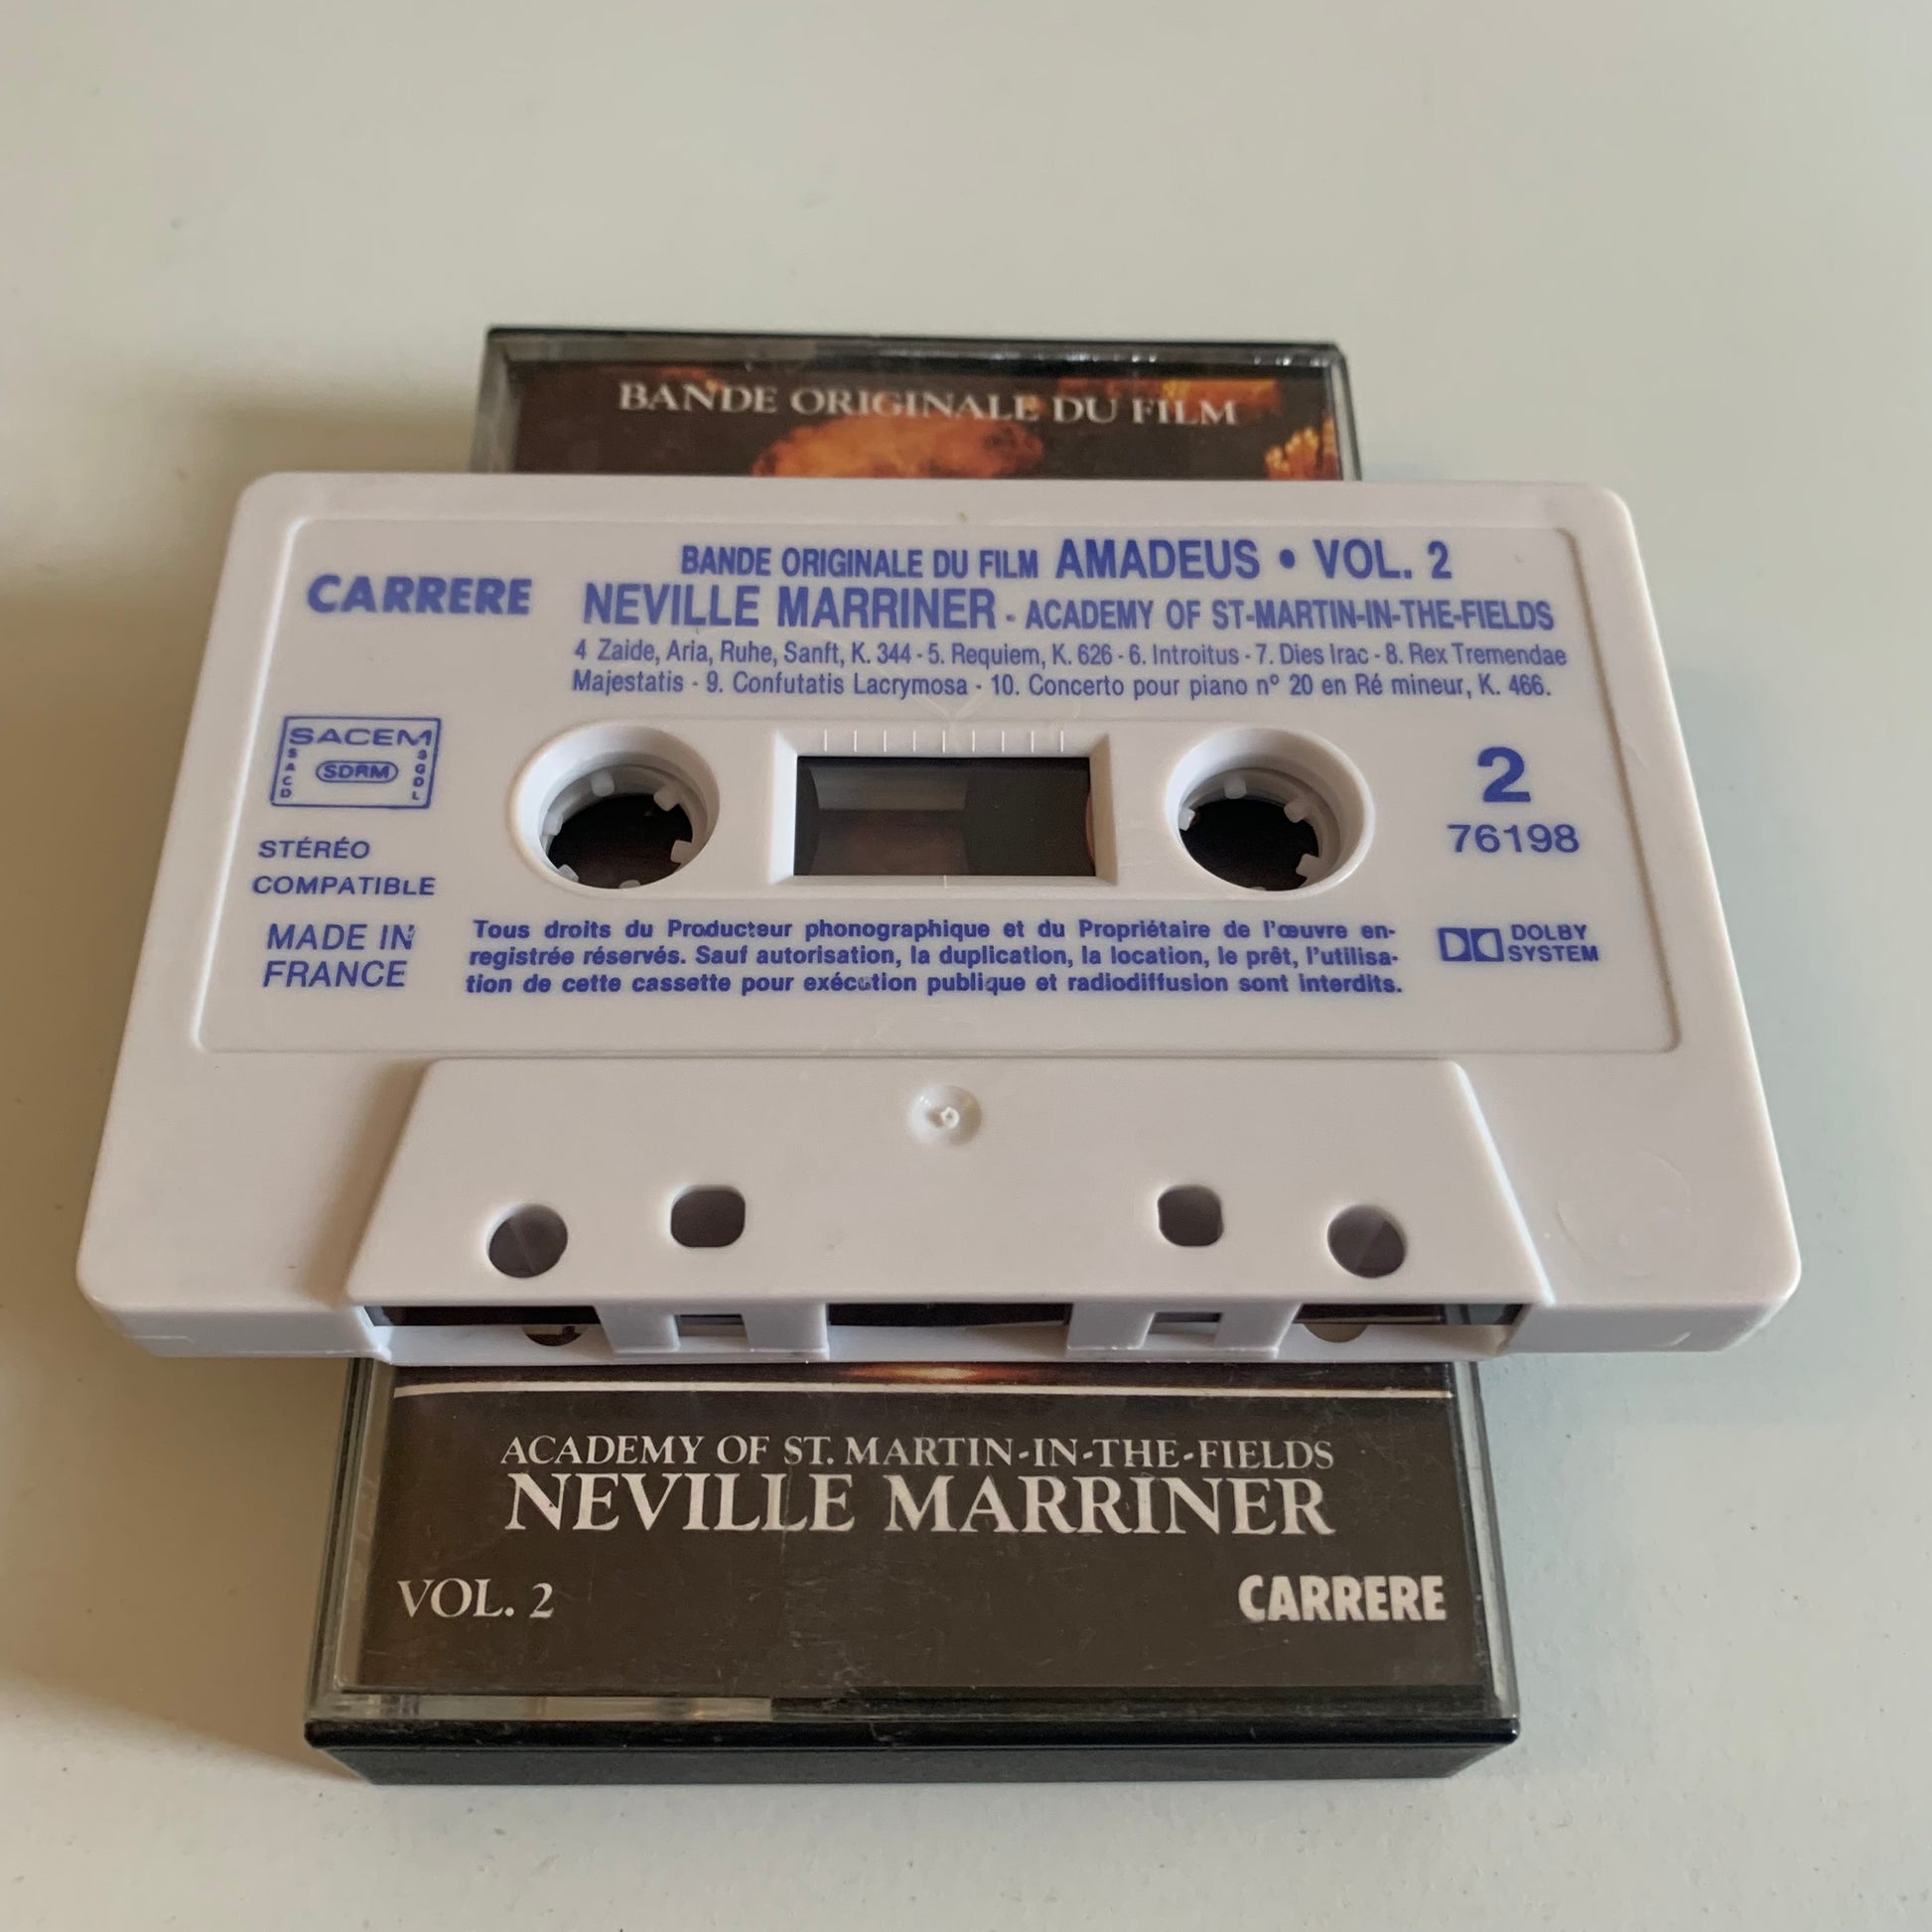 BANDE ORIGINALE DU FILM
CARRERE
BANDE ORIGINALE DU FILM AMADEUS • VOL. 2
NEVILLE MARRINER - ACADEMY OF ST-MARTIN-IN-THE-FIELDS
4 Zaide, Aria, Ruhe, Sanft, K. 344 - 5. Requiem, K. 626 - 6. Introitus - 7. Dies Irac - 8. Rex Tremendae
Majestatis - 9. Confutatis Lacrymosa - 10. Concerto pour piano nº 20 en Ré mineur, K. 466.
SACEM
SACD
SDRM
SGDL
STÉRÉO
COMPATIBLE
MADE IN
FRANCE
2
76198
Tous droits du Producteur phonographique et du Propriétaire de l'œuvre en-
registrée réservés. Sauf autorisation, la duplication, la location, le prêt, l'utilisa-
tion de cette cassette pour exécution publique et radiodiffusion sont interdits.
DOLBY
SYSTEM
ACADEMY OF ST. MARTIN-IN-THE-FIELDS
NEVILLE MARRINER
VOL. 2
CARRERE